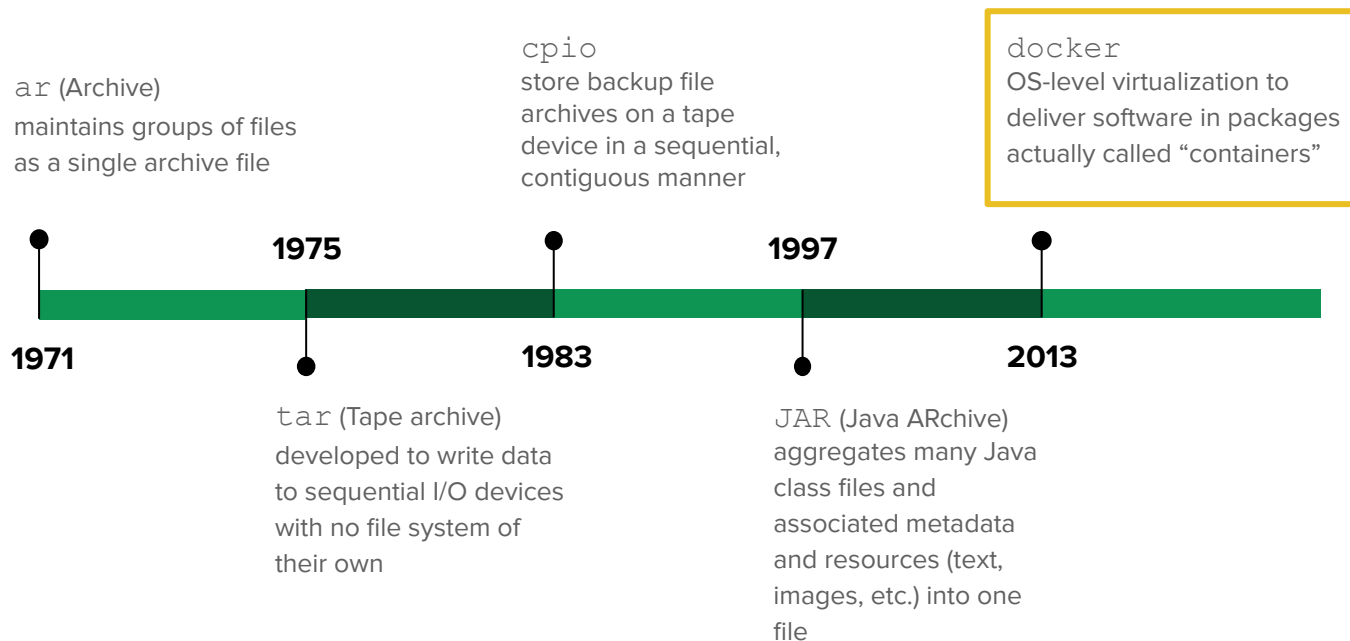 ar (Archive)
maintains groups of files
as a single archive file
cpio
store backup file
archives on a tape
device in a sequential,
contiguous manner
docker
OS-level virtualization to
deliver software in packages
actually called “containers”
1975
1997
1971
1983
2013
tar (Tape archive)
developed to write data
to sequential I/O devices
with no file system of
their own
JAR (Java ARchive)
aggregates many Java
class files and
associated metadata
and resources (text,
images, etc.) into one
file